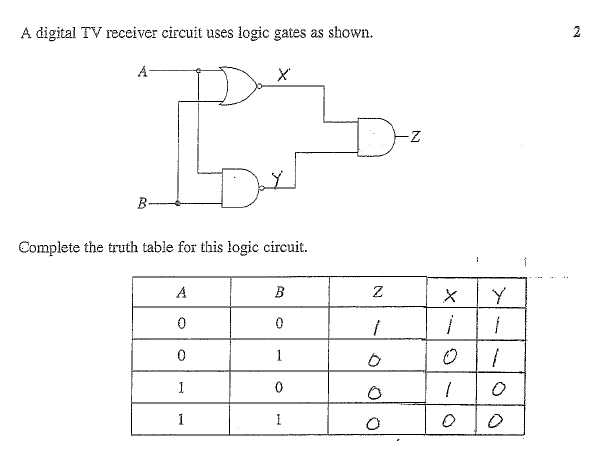 A digital TV receiver circuit uses logic gates as shown. 2
A X
Z
Y
B
Complete the truth table for this logic circuit.
A B Z X Y
0 0 1 1 1
0 1 0 0 1
1 0 0 1 0
1 1 0 0 0